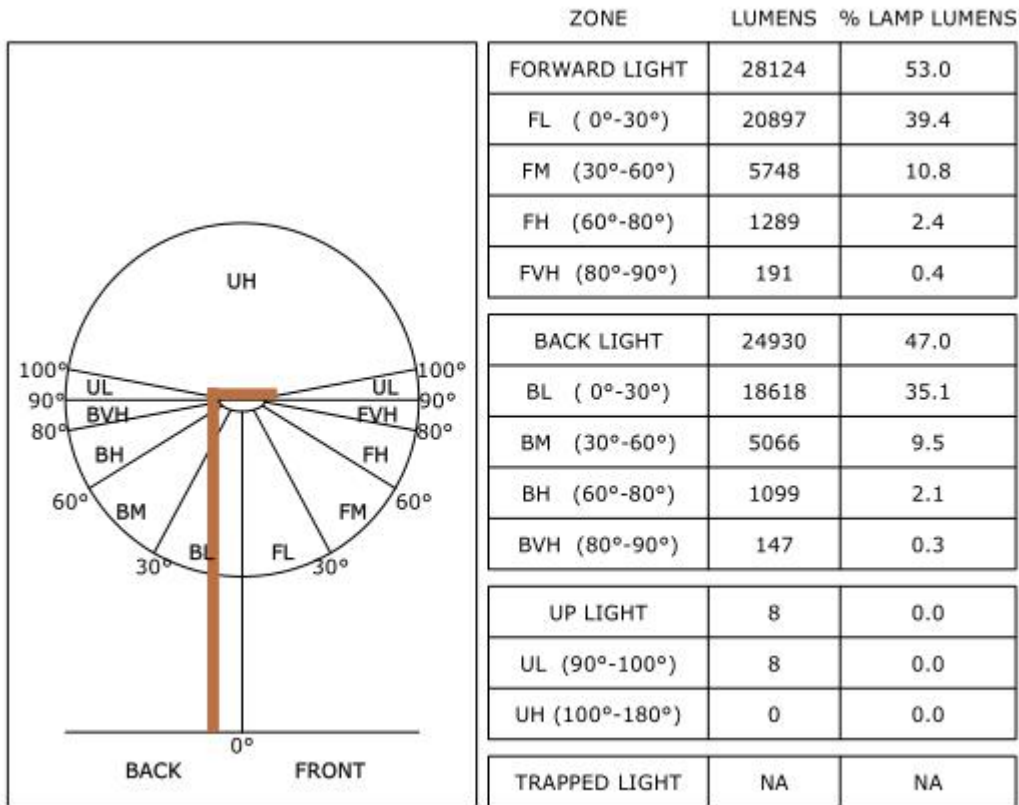 ZONE LUMENS % LAMP LUMENS
FORWARD LIGHT 28124 53.0
FL ( 0°-30°) 20897 39.4
FM (30°-60°) 5748 10.8
FH (60°-80°) 1289 2.4
FVH (80°-90°) 191 0.4
BACK LIGHT 24930 47.0
BL ( 0°-30°) 18618 35.1
BM (30°-60°) 5066 9.5
BH (60°-80°) 1099 2.1
BVH (80°-90°) 147 0.3
UP LIGHT 8 0.0
UL (90°-100°) 8 0.0
UH (100°-180°) 0 0.0
TRAPPED LIGHT NA NA
UH
100° 100°
UL UL
90° 90°
BVH FVH
80° 80°
BH FH
60° 60°
BM FM
BL FL
30° 30°
0°
BACK FRONT